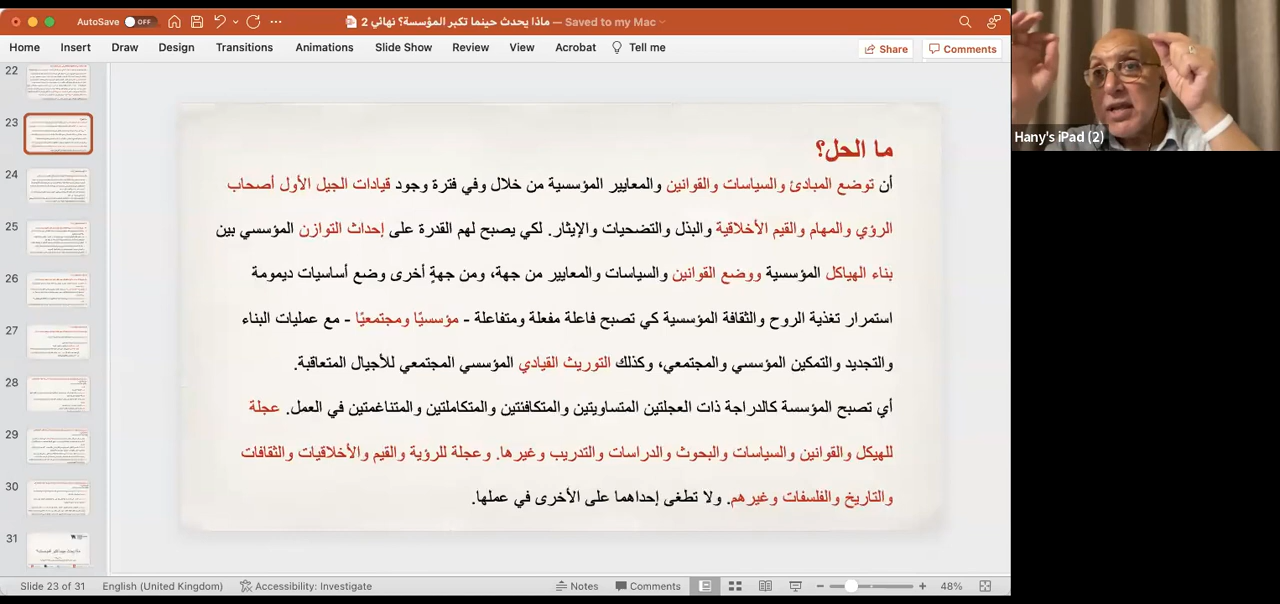 AutoSave OFF
ماذا يحدث حينما تكبر المؤسسة؟ نهائي 2 — Saved to my Mac
Home Insert Draw Design Transitions Animations Slide Show Review View Acrobat Tell me
Share Comments
Hany's iPad (2)
22
23
24
25
26
27
28
29
30
31
ما الحل؟
أن توضع المبادئ والسياسات والقوانين والمعايير المؤسسية من خلال وفي فترة وجود قيادات الجيل الأول أصحاب
الرؤي والمهام والقيم الأخلاقية والبذل والتضحيات والإيثار. لكي يصبح لهم القدرة على إحداث التوازن المؤسسي بين
بناء الهياكل المؤسسية ووضع القوانين والسياسات والمعايير من جهة، ومن جهةٍ أخرى وضع أساسيات ديمومة
استمرار تغذية الروح والثقافة المؤسسية كي تصبح فاعلة مفعلة ومتفاعلة - مؤسسيًا ومجتمعيًا - مع عمليات البناء
والتجديد والتمكين المؤسسي والمجتمعي، وكذلك التوريث القيادي المؤسسي المجتمعي للأجيال المتعاقبة.
أي تصبح المؤسسة كالدراجة ذات العجلتين المتساويتين والمتكافئتين والمتكاملتين والمتناغمتين في العمل. عجلة
للهيكل والقوانين والسياسات والبحوث والدراسات والتدريب وغيرها. وعجلة للرؤية والقيم والأخلاقيات والثقافات
والتاريخ والفلسفات وغيرهم. ولا تطغى إحداهما على الأخرى في عملها.
Slide 23 of 31 English (United Kingdom) Accessibility: Investigate Notes Comments 48%